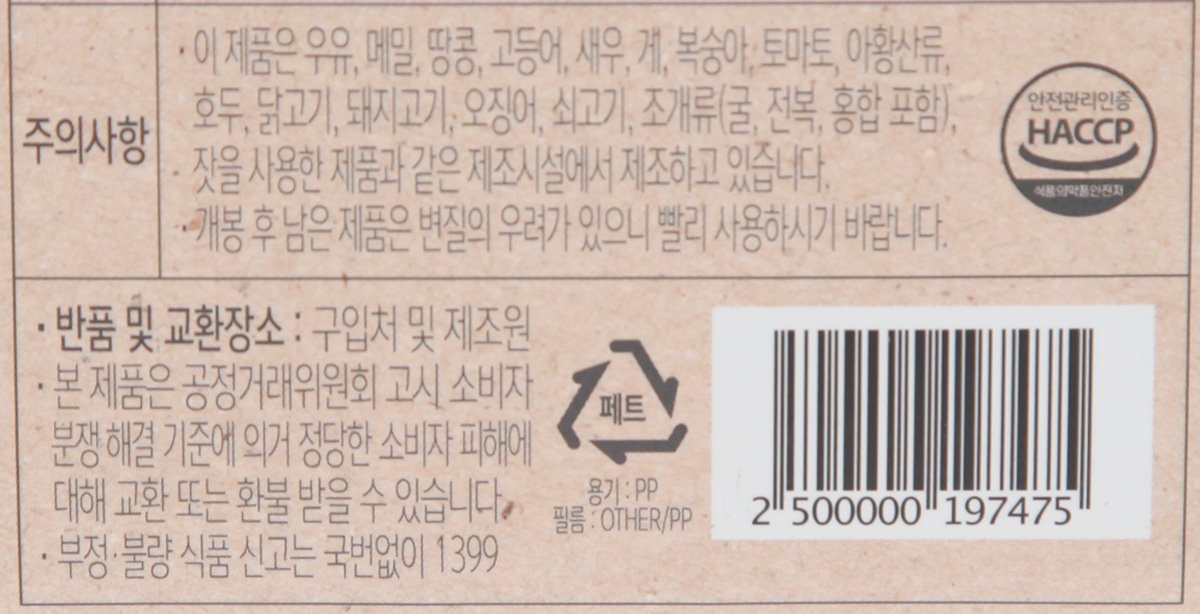 주의사항
· 이 제품은 우유, 메밀, 땅콩, 고등어, 새우, 게, 복숭아, 토마토, 아황산류,
호두, 닭고기, 돼지고기, 오징어, 쇠고기, 조개류(굴, 전복, 홍합 포함),
잣을 사용한 제품과 같은 제조시설에서 제조하고 있습니다.
· 개봉 후 남은 제품은 변질의 우려가 있으니 빨리 사용하시기 바랍니다.
안전관리인증
HACCP
식품의약품안전처
· 반품 및 교환장소 : 구입처 및 제조원
· 본 제품은 공정거래위원회 고시 소비자
분쟁해결 기준에 의거 정당한 소비자 피해에
대해 교환 또는 환불 받을 수 있습니다.
· 부정·불량 식품 신고는 국번없이 1399
페트
용기 : PP
필름 : OTHER/PP
2 500000 197475